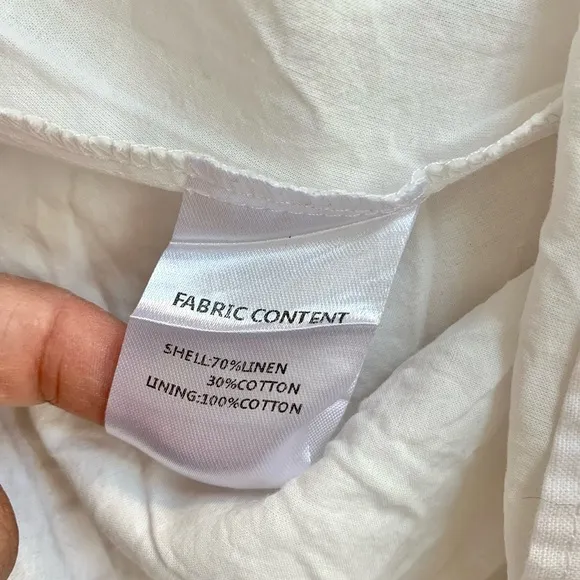 FABRIC CONTENT
SHELL:70%LINEN
30%COTTON
LINING:100%COTTON